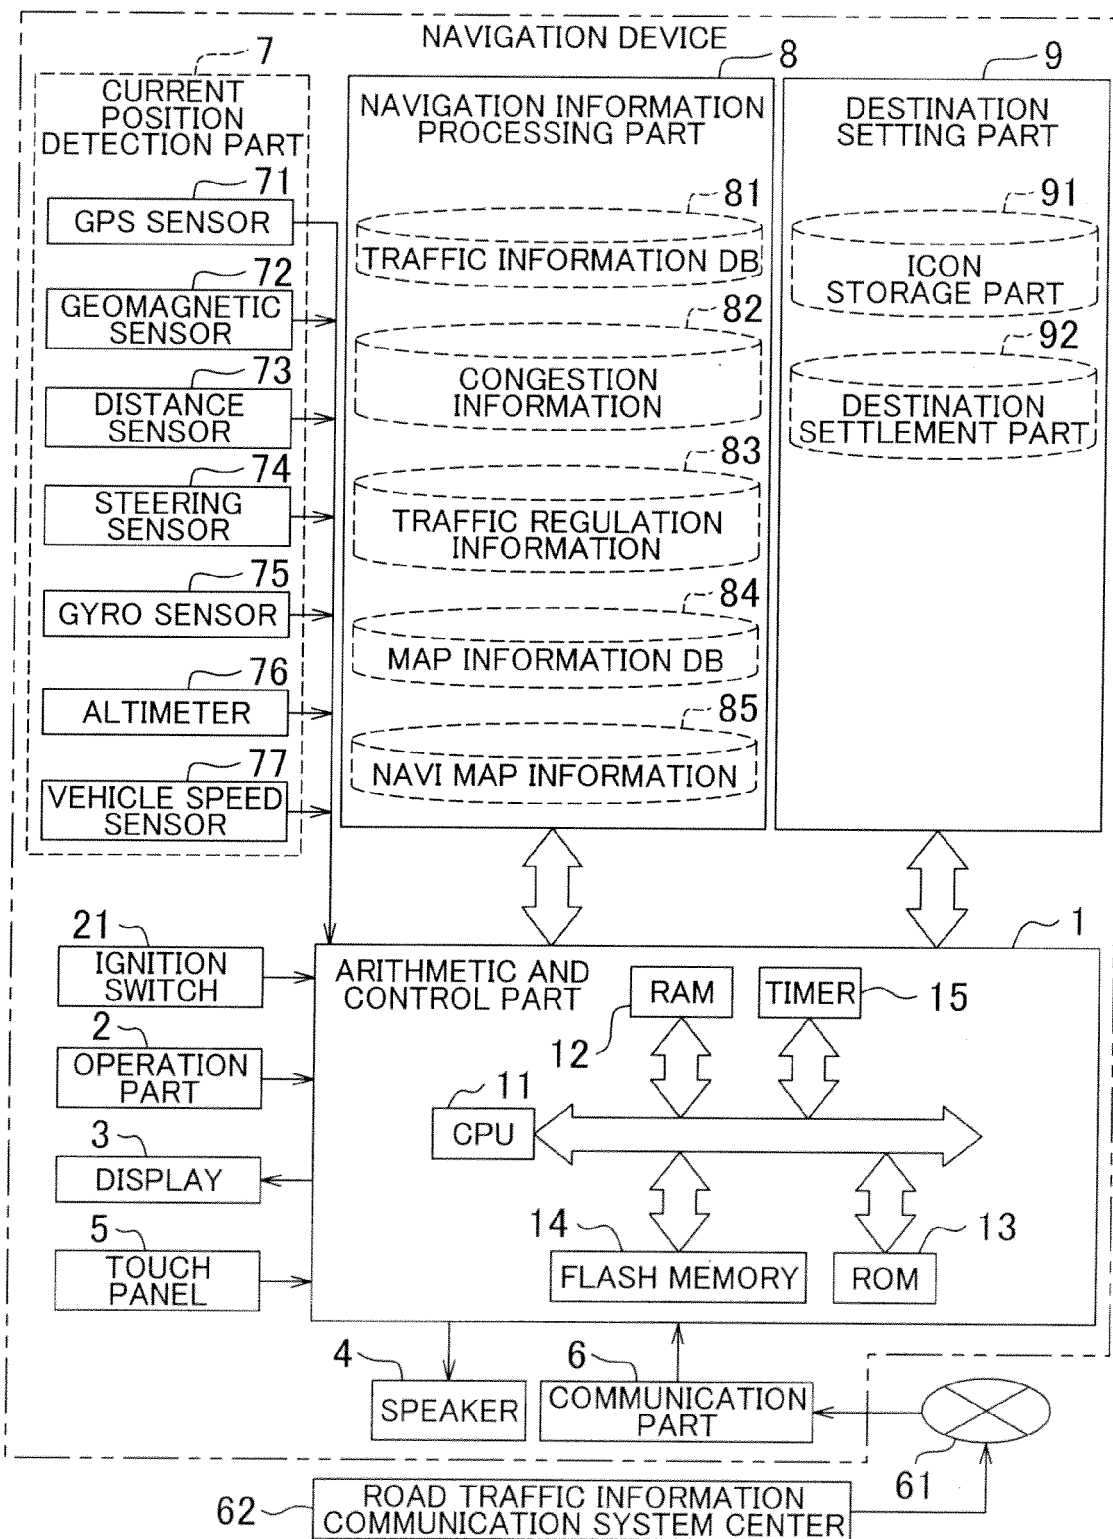 NAVIGATION DEVICE
7
CURRENT
POSITION
DETECTION PART
71
GPS SENSOR
72
GEOMAGNETIC
SENSOR
73
DISTANCE
SENSOR
74
STEERING
SENSOR
75
GYRO SENSOR
76
ALTIMETER
77
VEHICLE SPEED
SENSOR
8
NAVIGATION INFORMATION
PROCESSING PART
81
TRAFFIC INFORMATION DB
82
CONGESTION
INFORMATION
83
TRAFFIC REGULATION
INFORMATION
84
MAP INFORMATION DB
85
NAVI MAP INFORMATION
9
DESTINATION
SETTING PART
91
ICON
STORAGE PART
92
DESTINATION
SETTLEMENT PART
21
IGNITION
SWITCH
2
OPERATION
PART
3
DISPLAY
5
TOUCH
PANEL
1
ARITHMETIC AND
CONTROL PART
RAM
12
TIMER
15
11
CPU
14
FLASH MEMORY
13
ROM
4
SPEAKER
6
COMMUNICATION
PART
61
62
ROAD TRAFFIC INFORMATION
COMMUNICATION SYSTEM CENTER